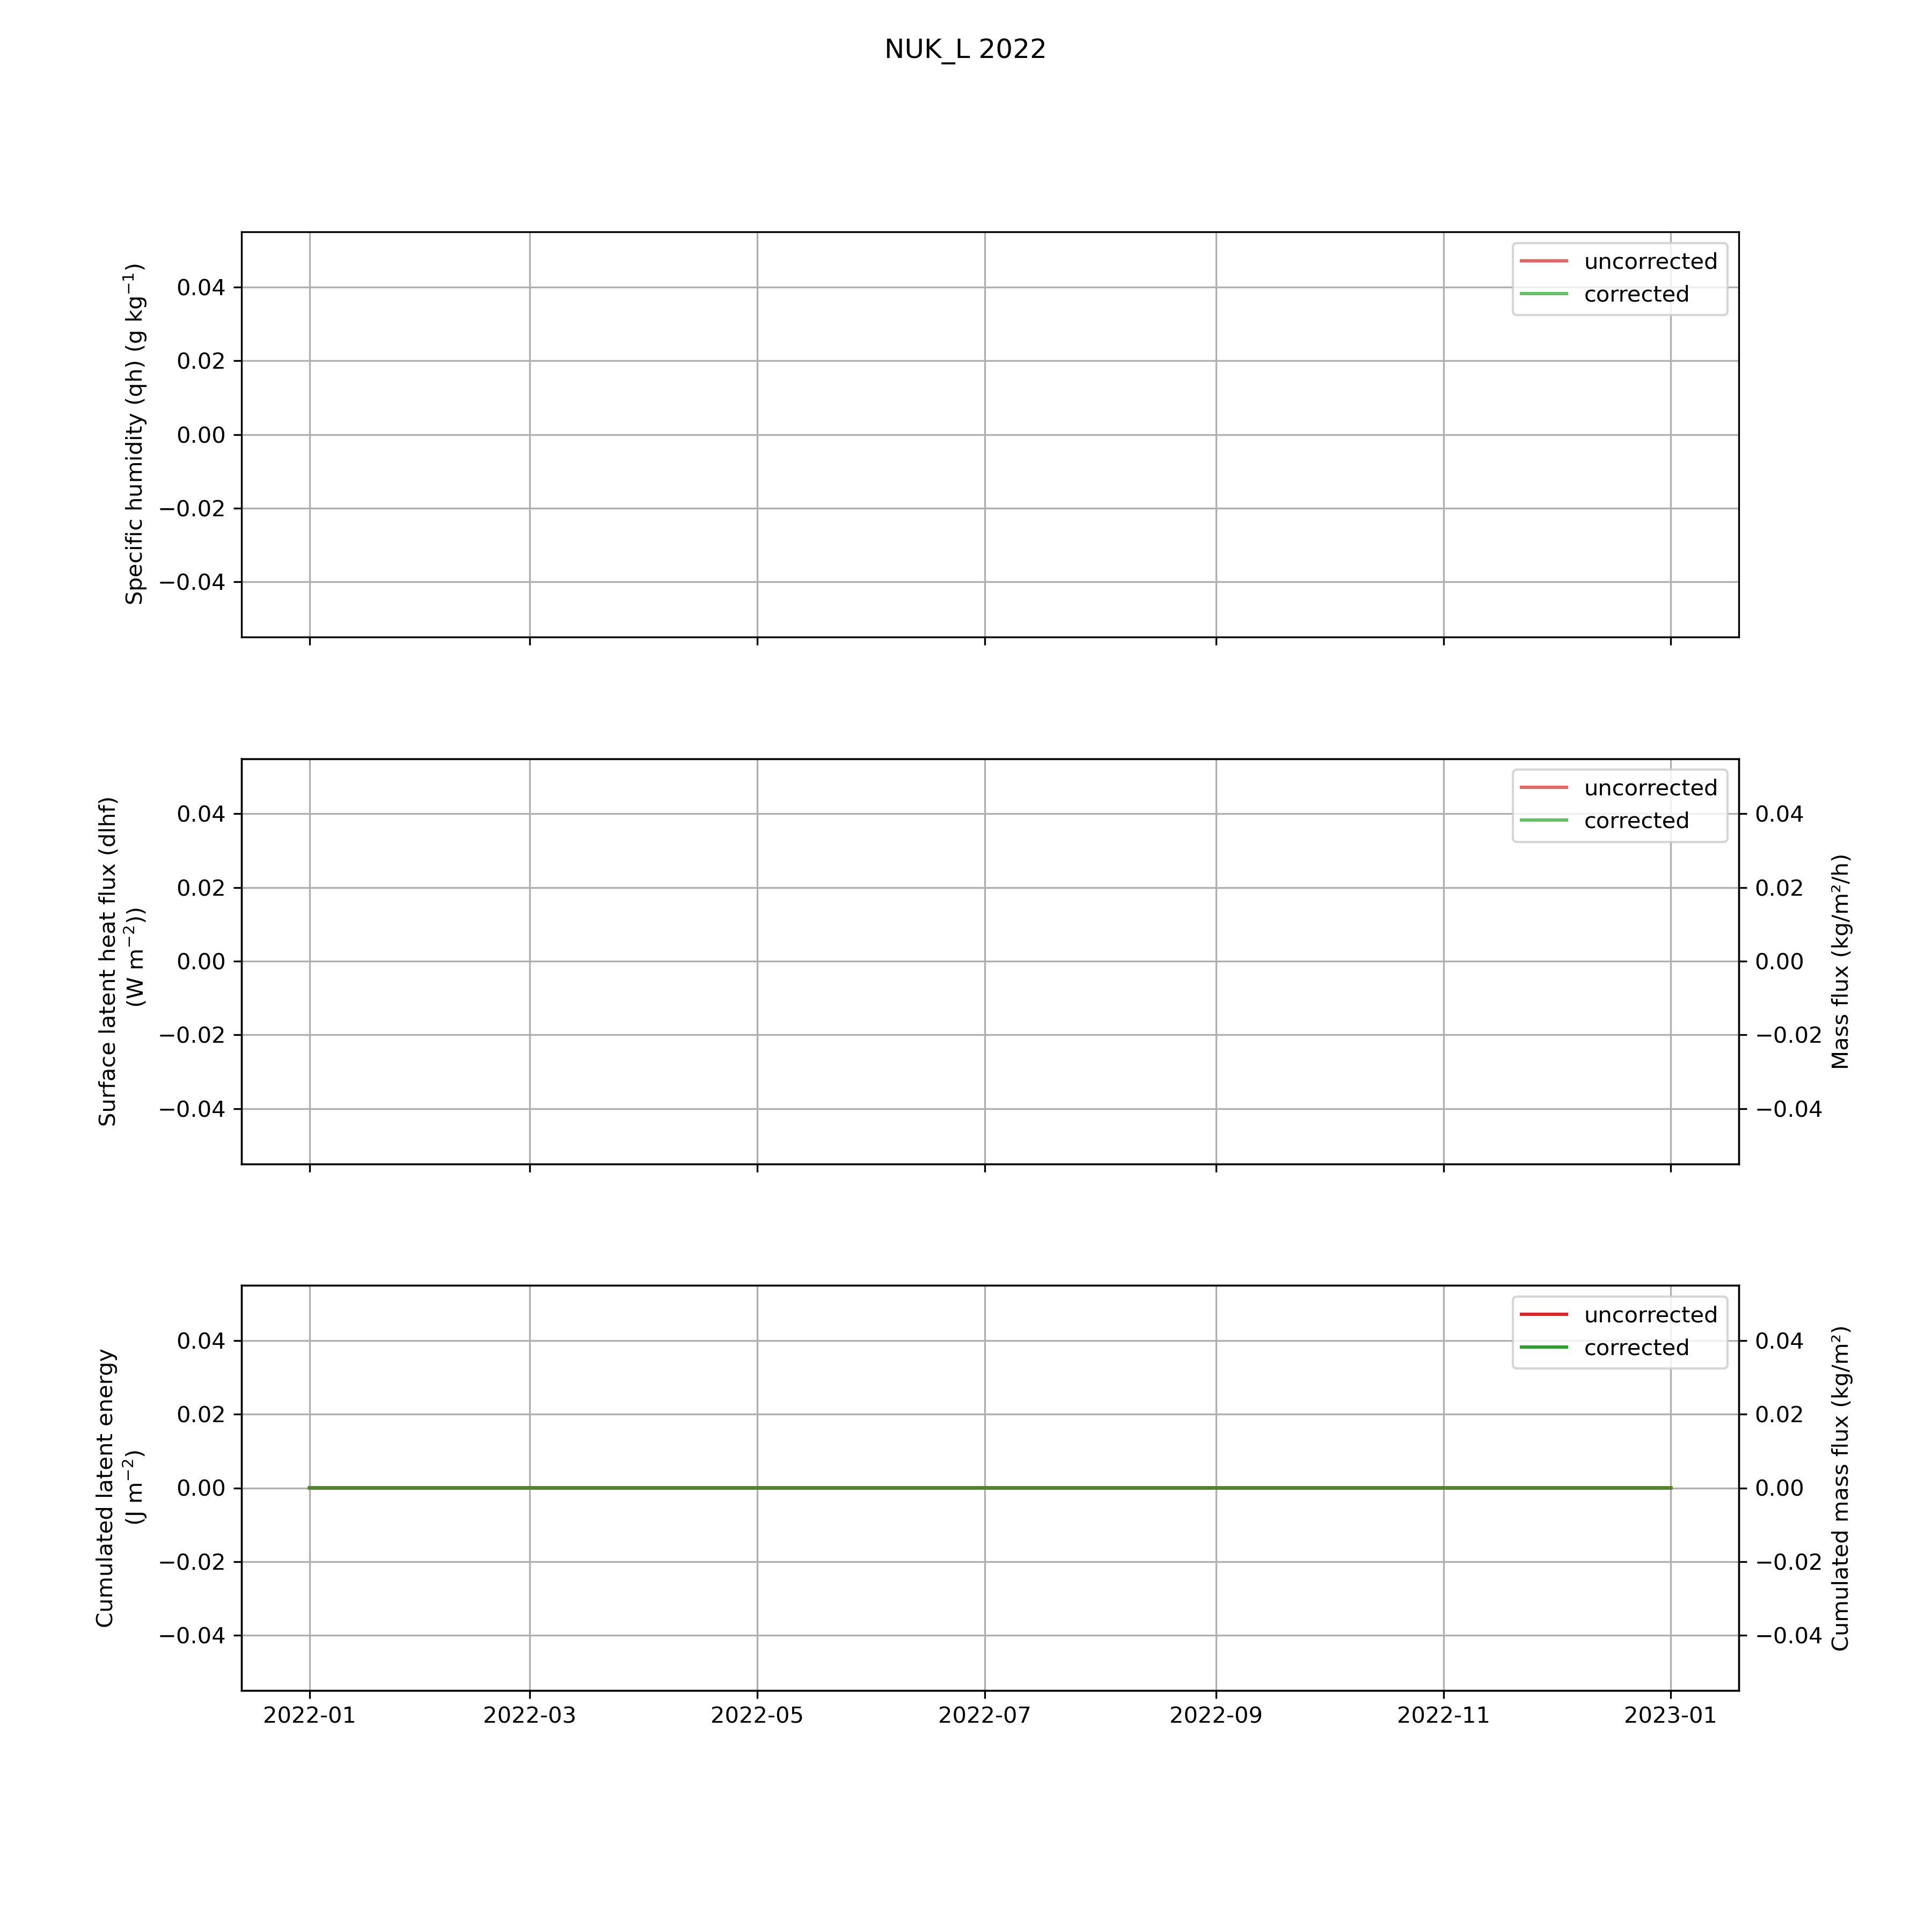 NUK_L 2022
Specific humidity (qh) (g kg⁻¹)
0.04
0.02
0.00
−0.02
−0.04
uncorrected
corrected
Surface latent heat flux (dlhf)
(W m⁻²))
0.04
0.02
0.00
−0.02
−0.04
uncorrected
corrected
0.04
0.02
0.00
−0.02
−0.04
Mass flux (kg/m²/h)
Cumulated latent energy
(J m⁻²)
0.04
0.02
0.00
−0.02
−0.04
uncorrected
corrected
0.04
0.02
0.00
−0.02
−0.04
Cumulated mass flux (kg/m²)
2022-01 2022-03 2022-05 2022-07 2022-09 2022-11 2023-01